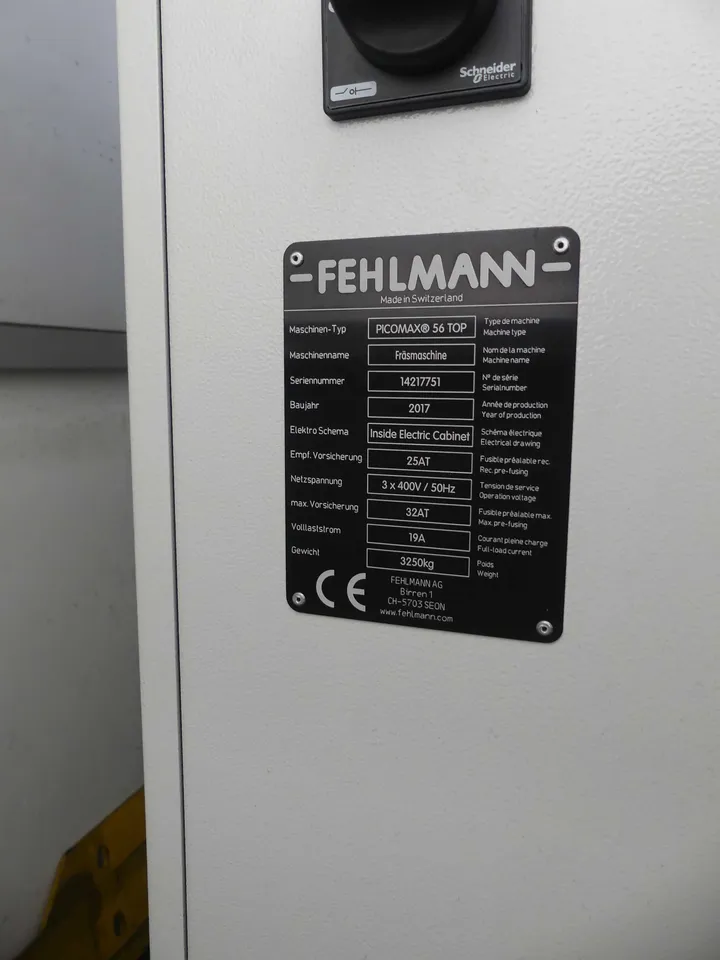 Schneider
Electric
FEHLMANN
Made in Switzerland
Maschinen-Typ PICOMAX® 56 TOP Type de machine
Machine type
Maschinenname Fräsmaschine Nom de la machine
Machine name
Seriennummer 14217751 Nº de série
Serialnumber
Baujahr 2017 Année de production
Year of production
Elektro Schema Inside Electric Cabinet Schéma électrique
Electrical drawing
Empf. Vorsicherung 25AT Fusible préalable rec.
Rec. pre-fusing
Netzspannung 3 x 400V / 50Hz Tension de service
Operation voltage
max. Vorsicherung 32AT Fusible préalable max.
Max. pre-fusing
Volllaststrom 19A Courant pleine charge
Full-load current
Gewicht 3250kg Poids
Weight
CE
FEHLMANN AG
Birren 1
CH-5703 SEON
www.fehlmann.com